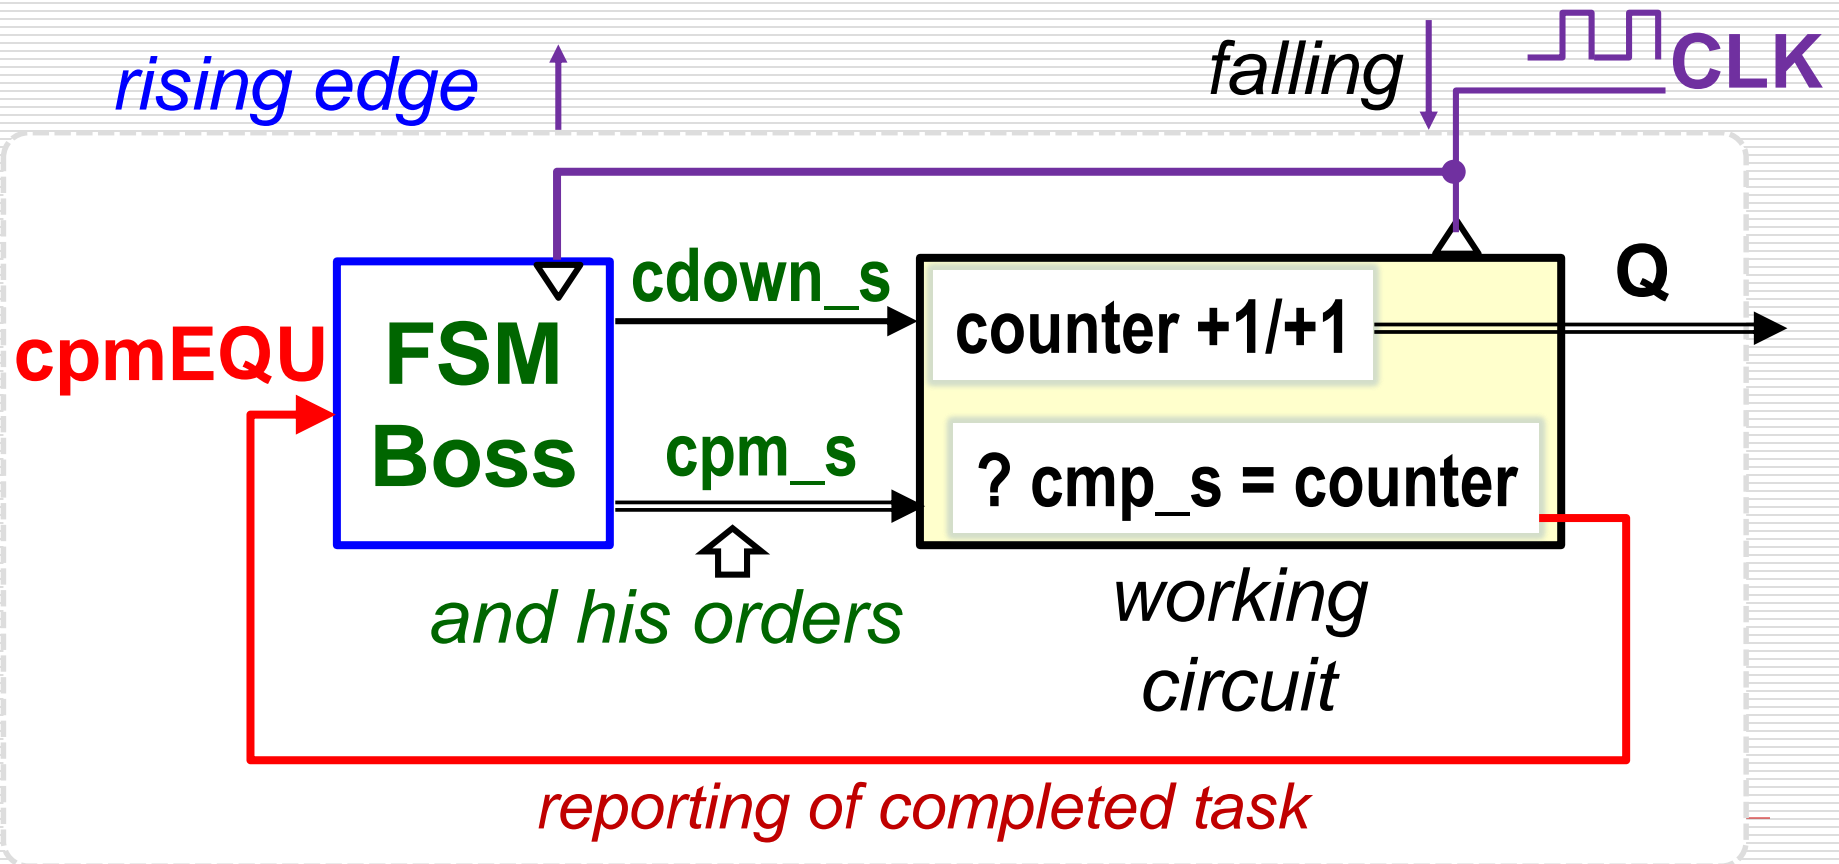 rising edge
falling
CLK
cdown_s
Q
cpmEQU
FSM
Boss
counter +1/+1
cpm_s
? cmp_s = counter
and his orders
working
circuit
reporting of completed task